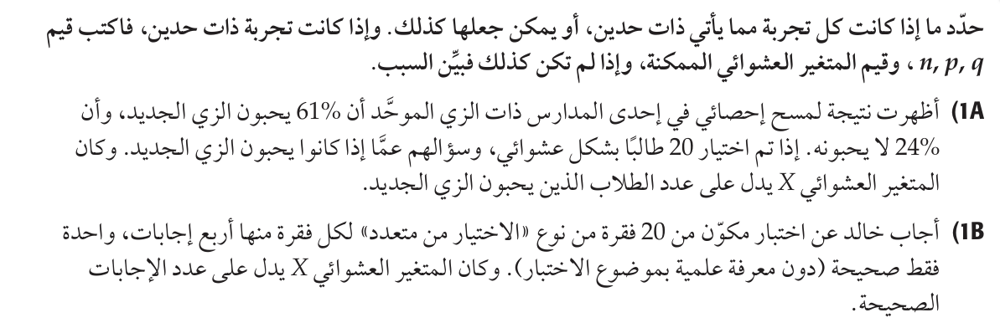 حدّد ما إذا كانت كل تجربة مما يأتي ذات حدين، أو يمكن جعلها كذلك. وإذا كانت تجربة ذات حدين، فاكتب قيم
n, p, q ، وقيم المتغير العشوائي الممكنة، وإذا لم تكن كذلك فبيِّن السبب.
1A) أظهرت نتيجة لمسح إحصائي في إحدى المدارس ذات الزي الموحَّد أن 61% يحبون الزي الجديد، وأن
24% لا يحبونه. إذا تم اختيار 20 طالبًا بشكل عشوائي، وسؤالهم عمَّا إذا كانوا يحبون الزي الجديد. وكان
المتغير العشوائي X يدل على عدد الطلاب الذين يحبون الزي الجديد.
1B) أجاب خالد عن اختبار مكوّن من 20 فقرة من نوع «الاختيار من متعدد» لكل فقرة منها أربع إجابات، واحدة
فقط صحيحة (دون معرفة علمية بموضوع الاختبار). وكان المتغير العشوائي X يدل على عدد الإجابات
الصحيحة.